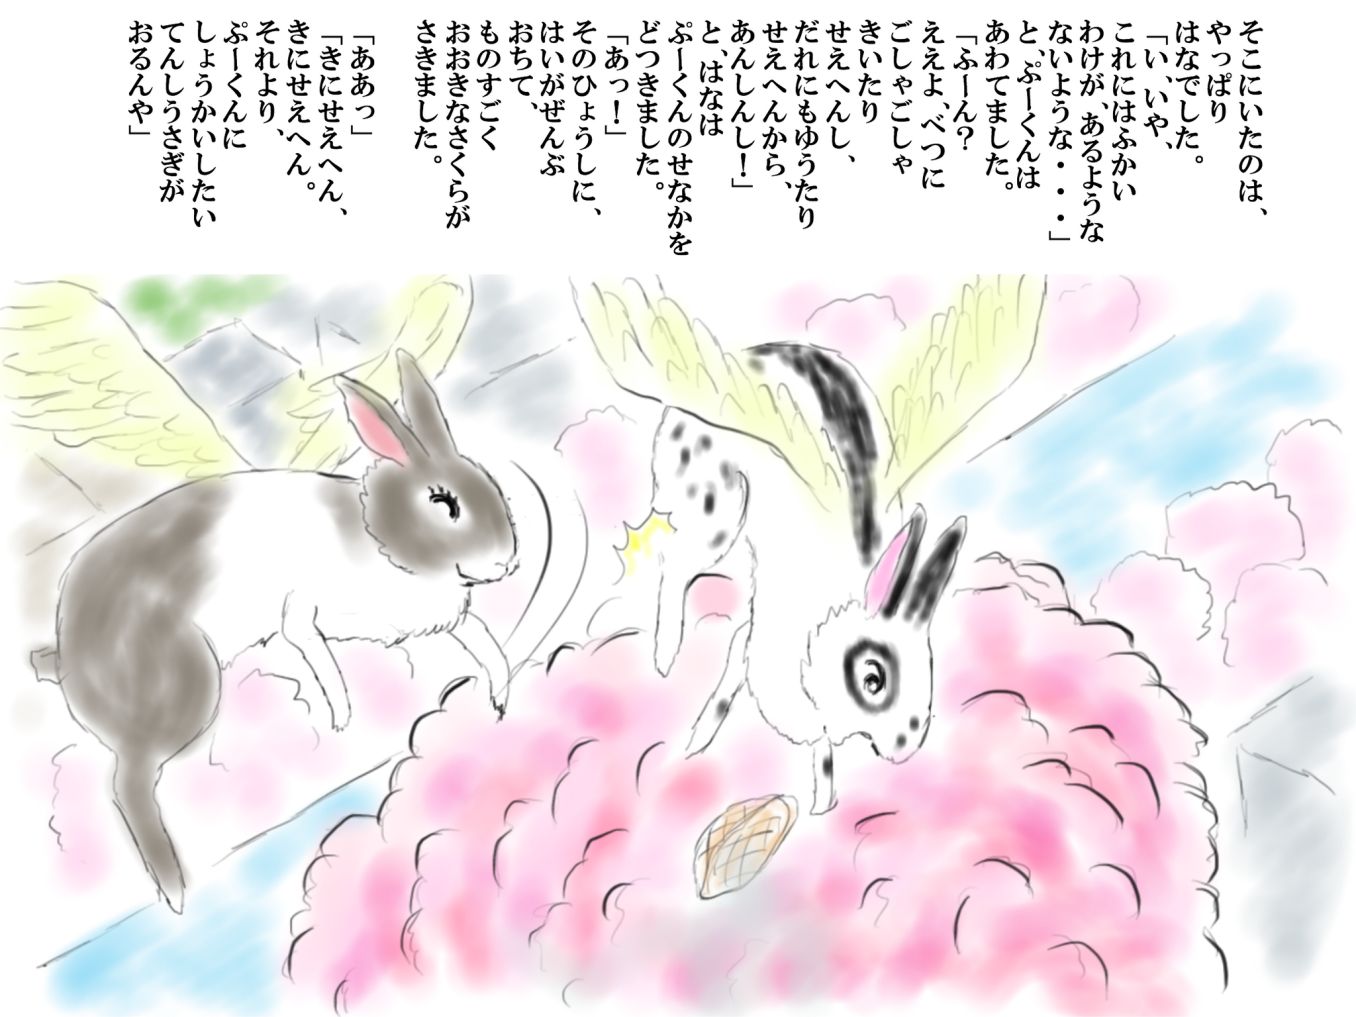 そこにいたのは、
やっぱり
はなでした。
「い、いや、
これにはふかい
わけが、あるような
ないような・・・」
と、ぷーくんは
あわてました。
「ふーん？
ええよ、べつに
ごしゃごしゃ
きいたり
せえへんし、
だれにもゆうたり
せえへんから、
あんしんし！」
と、はなは
ぷーくんのせなかを
どつきました。
「あっ！」
そのひょうしに、
はいがぜんぶ
おちて、
ものすごく
おおきなさくらが
さきました。
「ああっ」
「きにせえへん、
きにせえへん。
それより、
ぷーくんに
しょうかいしたい
てんしうさぎが
おるんや」